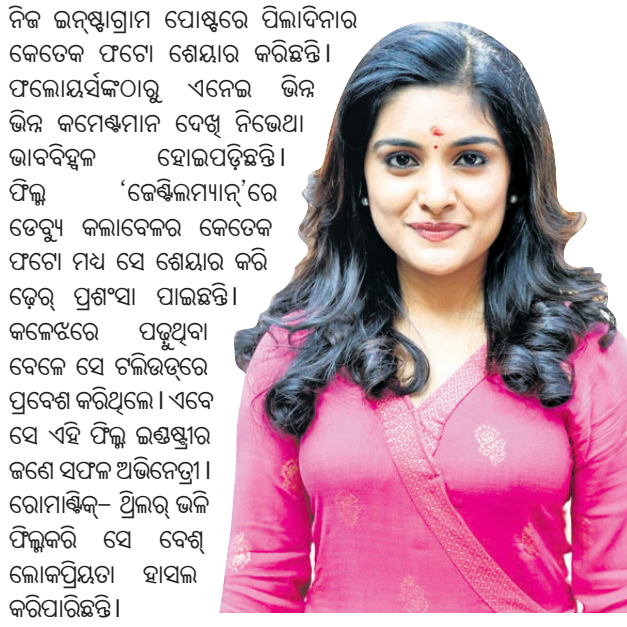 ନିଜ ଇନ୍‌ଷ୍ଟାଗ୍ରାମ ପୋଷ୍ଟରେ ପିଲାଦିନାର
କେତେକ ଫଟୋ ଶେୟାର କରିଛନ୍ତି।
ଫଲୋୟର୍ସଙ୍କଠାରୁ ଏନେଇ ଭିନ୍ନ
ଭିନ୍ନ କମେଣ୍ଟମାନ ଦେଖି ନିଭେଥା
ଭାବବିହ୍ୱଳ ହୋଇପଡ଼ିଛନ୍ତି।
ଫିଲ୍ମ ‘ଜେଣ୍ଟିଲମ୍ୟାନ୍’ରେ
ଡେବ୍ୟୁ କଲାବେଳର କେତେକ
ଫଟୋ ମଧ୍ୟ ସେ ଶେୟାର କରି
ଢ଼େର୍ ପ୍ରଶଂସା ପାଇଛନ୍ତି।
କଳେଝରେ ପଢୁଥିବା
ବେଳେ ସେ ଟଲିଉଡ୍‌ରେ
ପ୍ରବେଶ କରିଥିଲେ। ଏବେ
ସେ ଏହି ଫିଲ୍ମ ଇଣ୍ଡଷ୍ଟ୍ରୀର
ଜଣେ ସଫଳ ଅଭିନେତ୍ରୀ।
ରୋମାଣ୍ଟିକ୍– ଥ୍ରିଲର୍ ଭଳି
ଫିଲ୍ମକରି ସେ ବେଶ୍
ଲୋକପ୍ରିୟତା ହାସଲ
କରିପାରିଛନ୍ତି।